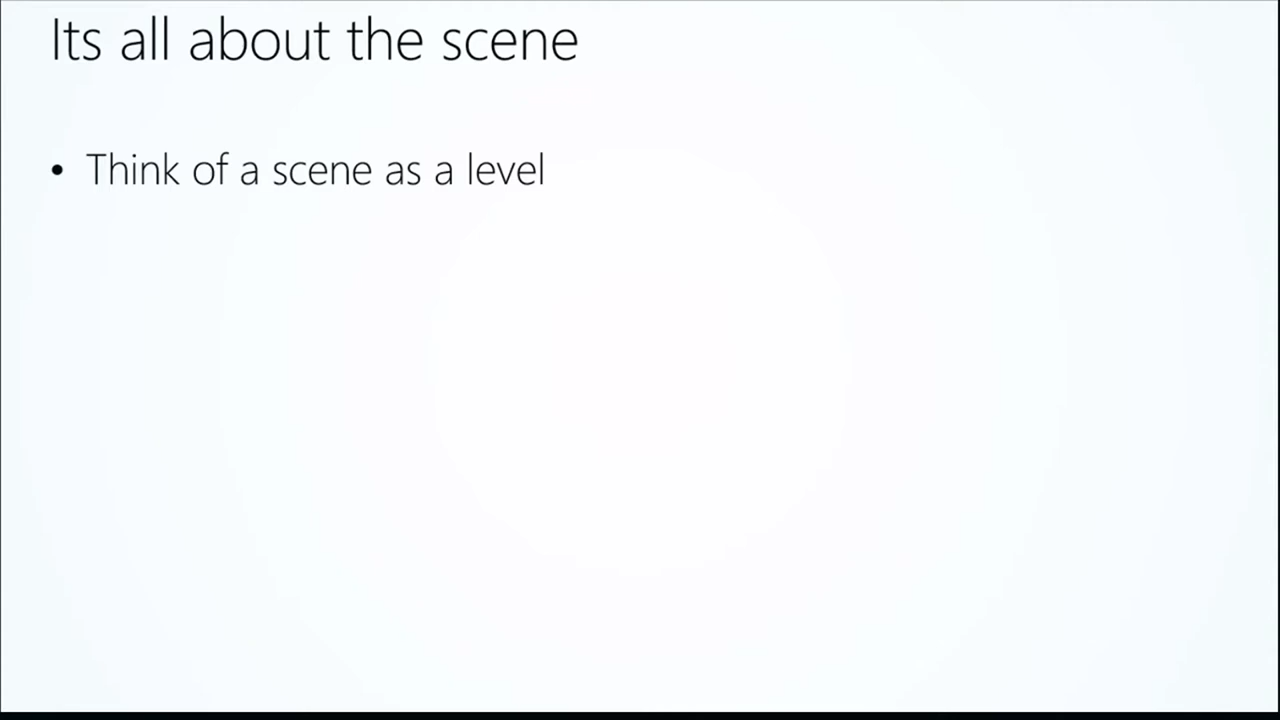 Its all about the scene
• Think of a scene as a level